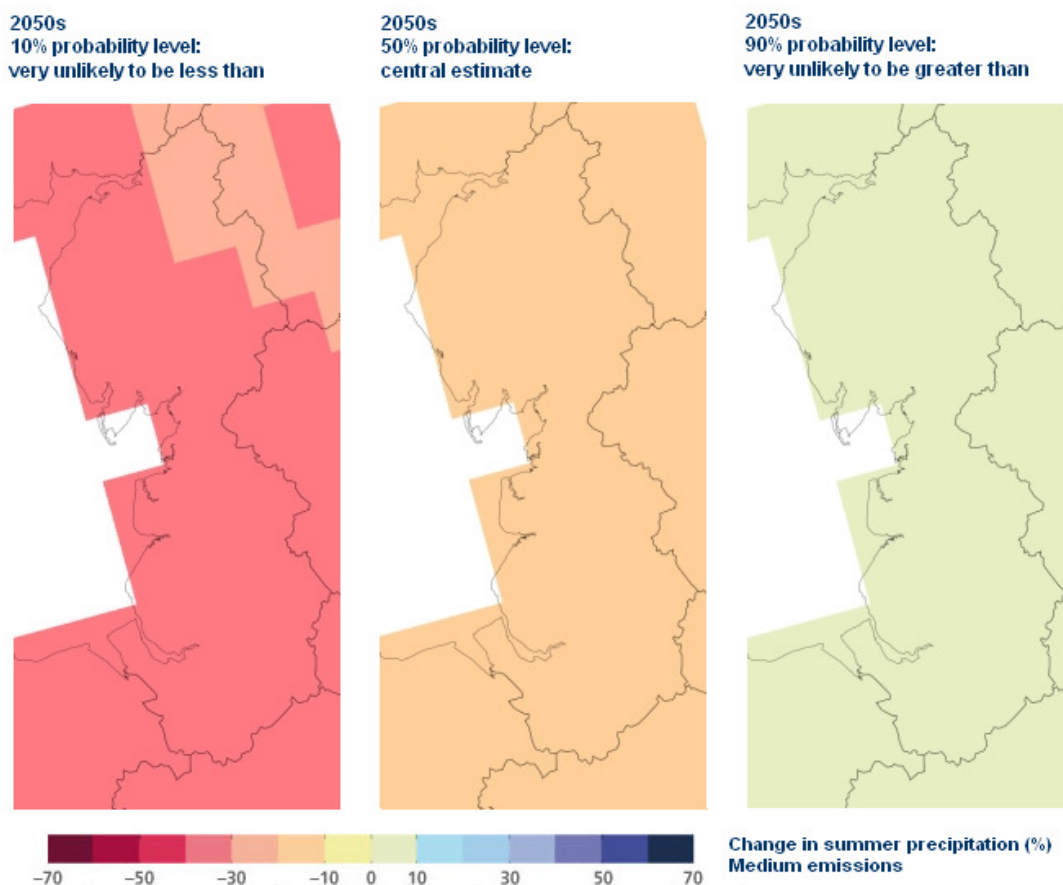 2050s
10% probability level:
very unlikely to be less than
2050s
50% probability level:
central estimate
2050s
90% probability level:
very unlikely to be greater than
−70 −50 −30 −10 0 10 30 50 70
Change in summer precipitation (%)
Medium emissions